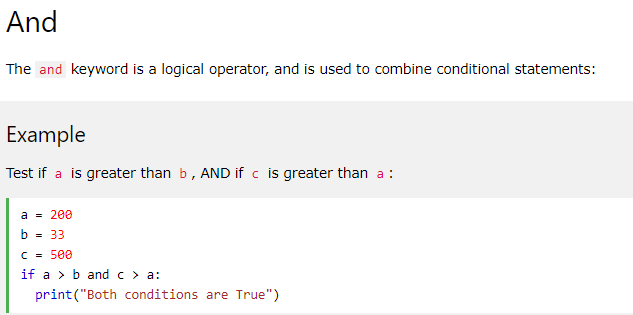 And
The and keyword is a logical operator, and is used to combine conditional statements:
Example
Test if a is greater than b , AND if c is greater than a :
a = 200
b = 33
c = 500
if a > b and c > a:
  print("Both conditions are True")